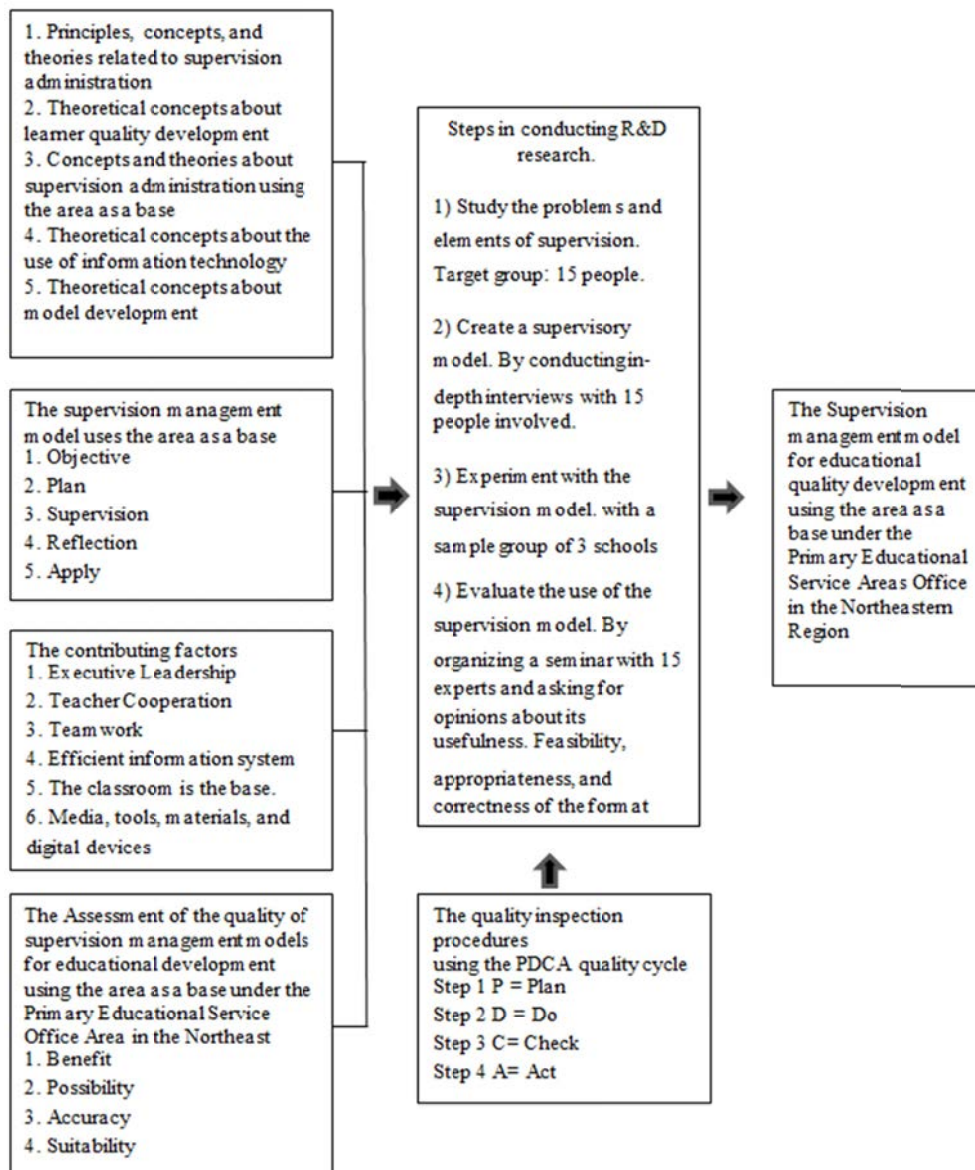 1. Principles, concepts, and
theories related to supervision
administration
2. Theoretical concepts about
learner quality development
3. Concepts and theories about
supervision administration using
the area as a base
4. Theoretical concepts about the
use of information technology
5. Theoretical concepts about
model development
The supervision management
model uses the area as a base
1. Objective
2. Plan
3. Supervision
4. Reflection
5. Apply
The contributing factors
1. Executive Leadership
2. Teacher Cooperation
3. Teamwork
4. Efficient information system
5. The classroom is the base.
6. Media, tools, materials, and
digital devices
The Assessment of the quality of
supervision management models
for educational development
using the area as a base under the
Primary Educational Service
Office Area in the Northeast
1. Benefit
2. Possibility
3. Accuracy
4. Suitability
Steps in conducting R&D
research.
1) Study the problems and
elements of supervision.
Target group: 15 people.
2) Create a supervisory
model. By conducting in-
depth interviews with 15
people involved.
3) Experiment with the
supervision model. with a
sample group of 3 schools
4) Evaluate the use of the
supervision model. By
organizing a seminar with 15
experts and asking for
opinions about its
usefulness. Feasibility,
appropriateness, and
correctness of the format
The quality inspection
procedures
using the PDCA quality cycle
Step 1 P = Plan
Step 2 D = Do
Step 3 C= Check
Step 4 A= Act
The Supervision
management model
for educational
quality development
using the area as a
base under the
Primary Educational
Service Areas Office
in the Northeastern
Region